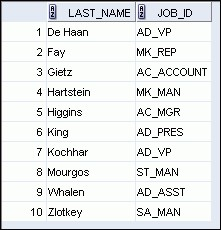 LAST_NAME JOB_ID
1 De Haan AD_VP
2 Fay MK_REP
3 Gietz AC_ACCOUNT
4 Hartstein MK_MAN
5 Higgins AC_MGR
6 King AD_PRES
7 Kochhar AD_VP
8 Mourgos ST_MAN
9 Whalen AD_ASST
10 Zlotkey SA_MAN